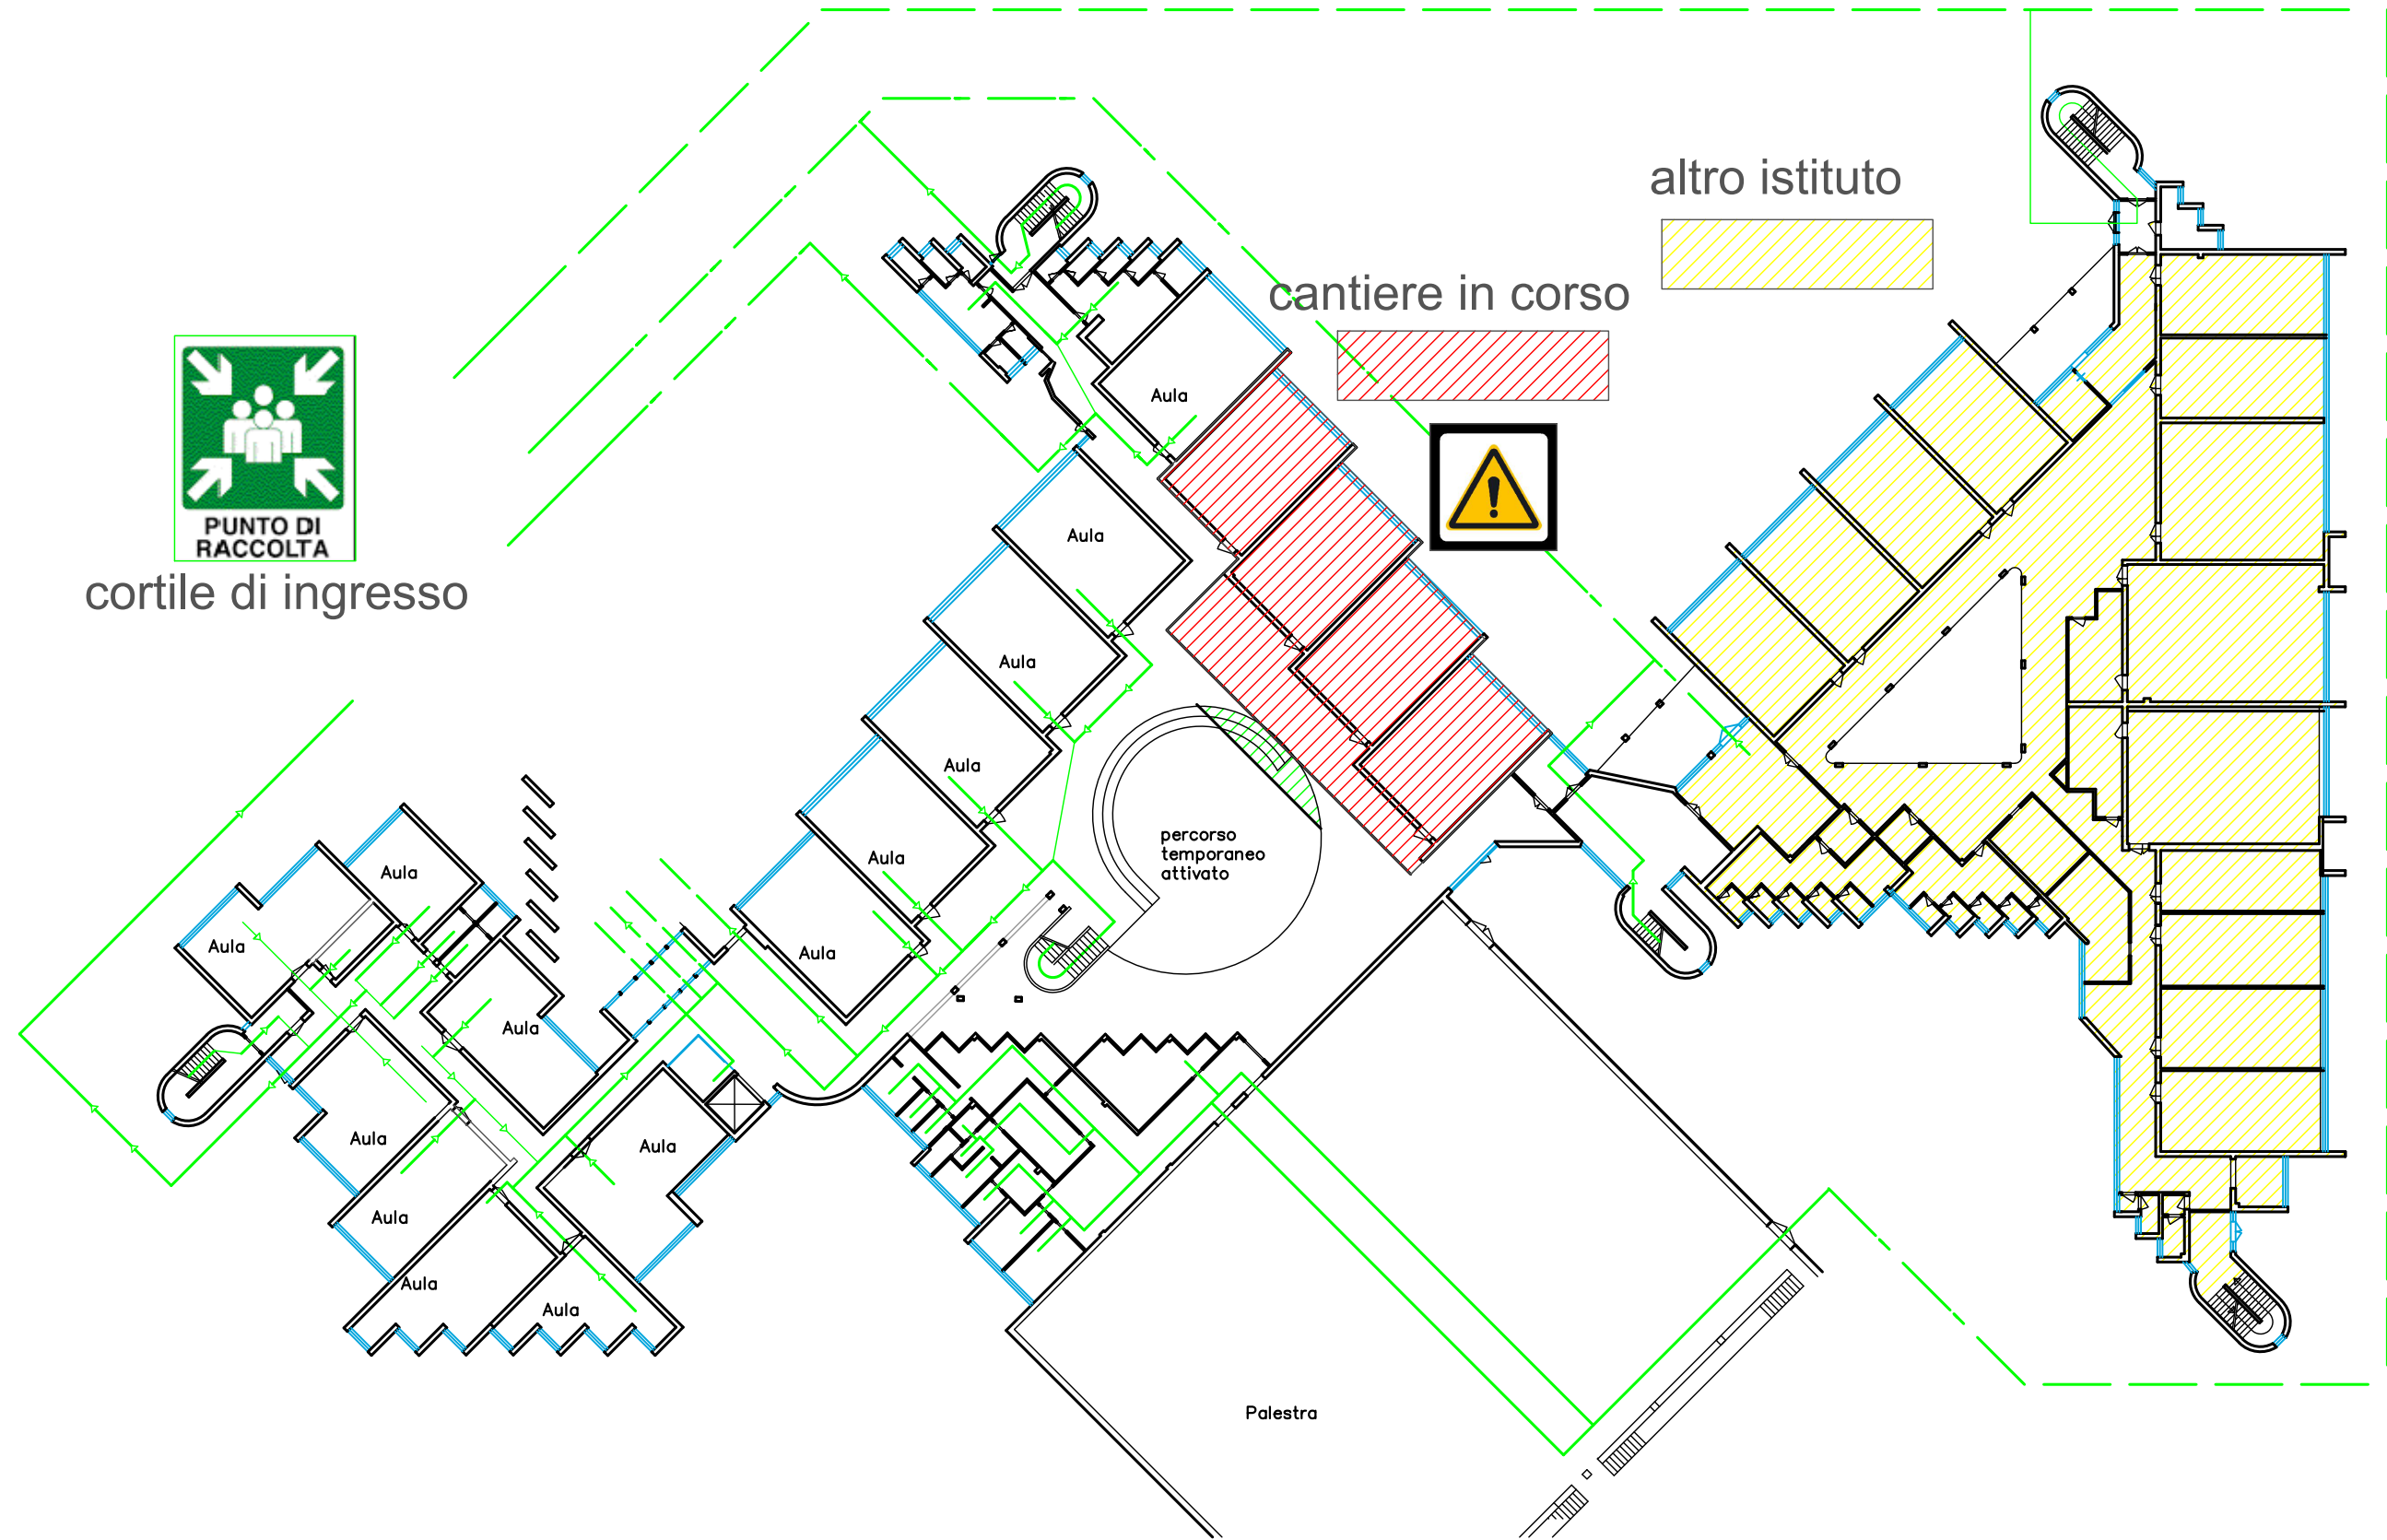 altro istituto
cantiere in corso
PUNTO DI
RACCOLTA
cortile di ingresso
Aula
Aula
Aula
Aula
Aula
Aula
percorso
temporaneo
attivato
Aula
Aula
Aula
Aula
Aula
Aula
Aula
Aula
Aula
Palestra